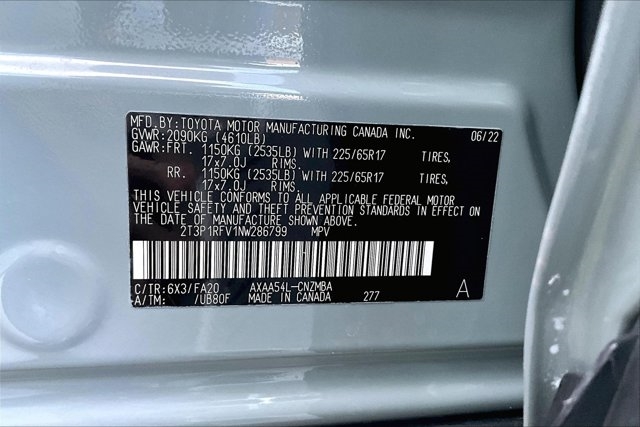 MFD.BY:TOYOTA MOTOR MANUFACTURING CANADA INC. 06/22
GVWR:2090KG (4610LB)
GAWR:FRT. 1150KG (2535LB) WITH 225/65R17 TIRES,
17x7.0J RIMS.
RR. 1150KG (2535LB) WITH 225/65R17 TIRES,
17x7.0J RIMS.
THIS VEHICLE CONFORMS TO ALL APPLICABLE FEDERAL MOTOR
VEHICLE SAFETY AND THEFT PREVENTION STANDARDS IN EFFECT ON
THE DATE OF MANUFACTURE SHOWN ABOVE.
2T3P1RFV1NW286799 MPV
C/TR:6X3/FA20 AXAA54L-CNZMBA
A/TM: /UB80F MADE IN CANADA 277 A